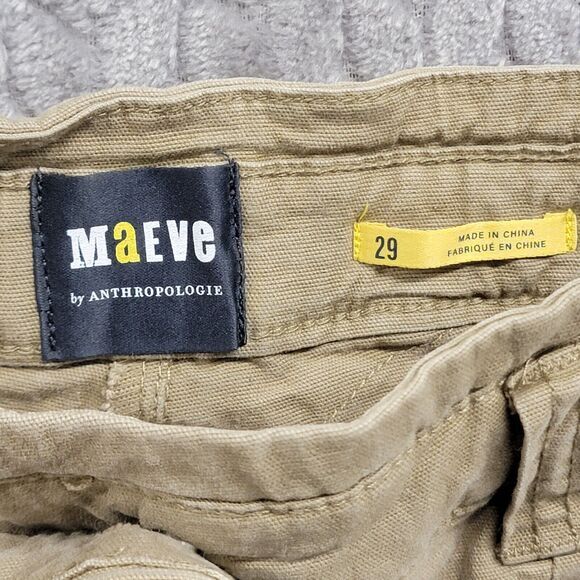 MaEVe
by ANTHROPOLOGIE
29
MADE IN CHINA
FABRIQUÉ EN CHINE